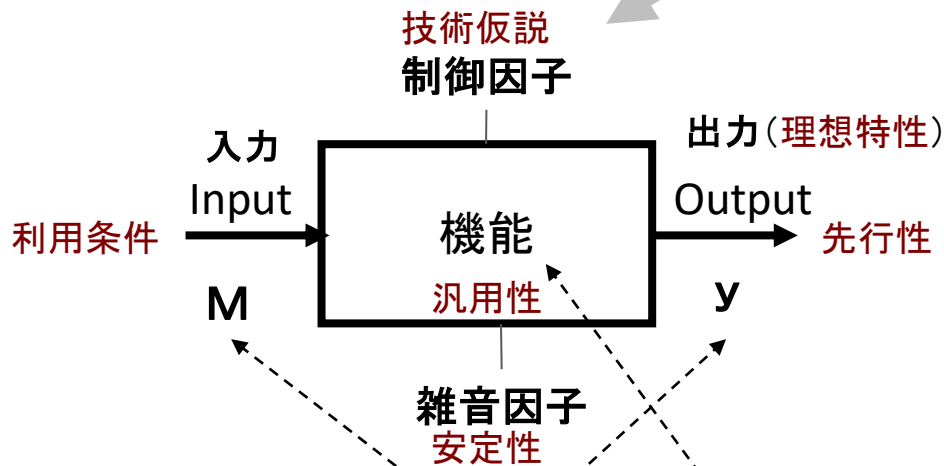 技術仮説
制御因子
入力
出力(理想特性)
Input
Output
利用条件
機能
先行性
汎用性
M
y
雑音因子
安定性